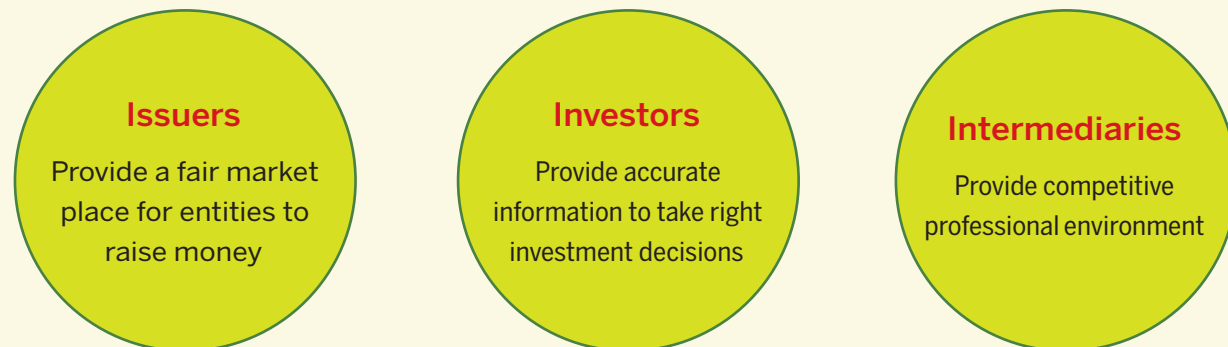 Issuers
Provide a fair market
place for entities to
raise money
Investors
Provide accurate
information to take right
investment decisions
Intermediaries
Provide competitive
professional environment